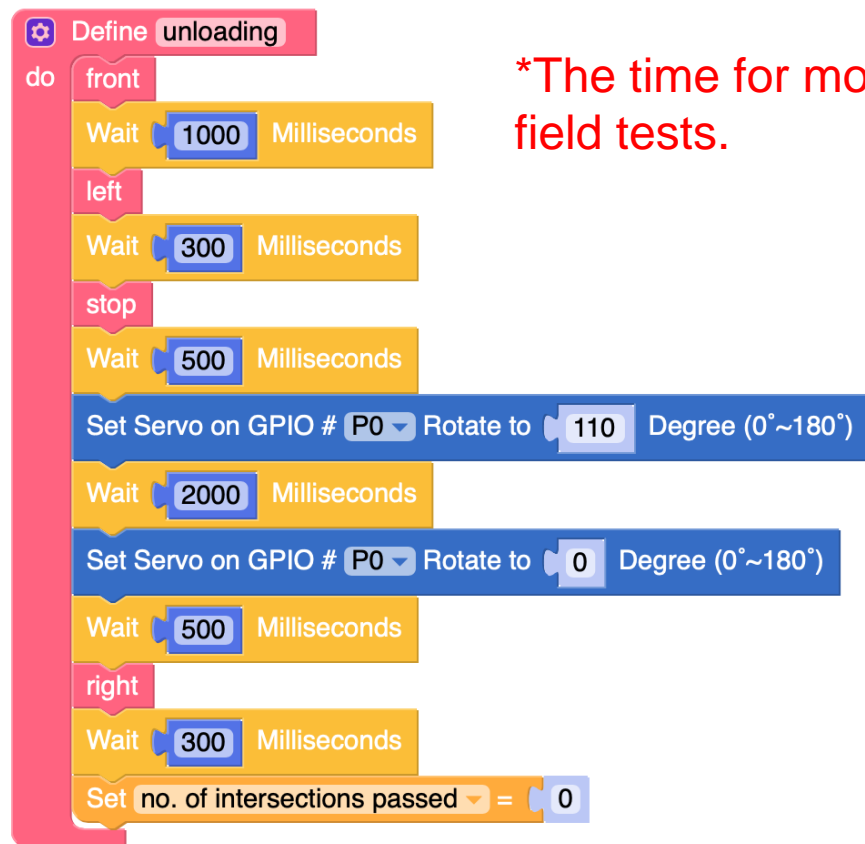 Define unloading
do front
*The time for mo
Wait 1000 Milliseconds
field tests.
left
Wait 300 Milliseconds
stop
Wait 500 Milliseconds
Set Servo on GPIO # P0 Rotate to 110 Degree (0˚~180˚)
Wait 2000 Milliseconds
Set Servo on GPIO # P0 Rotate to 0 Degree (0˚~180˚)
Wait 500 Milliseconds
right
Wait 300 Milliseconds
Set no. of intersections passed = 0